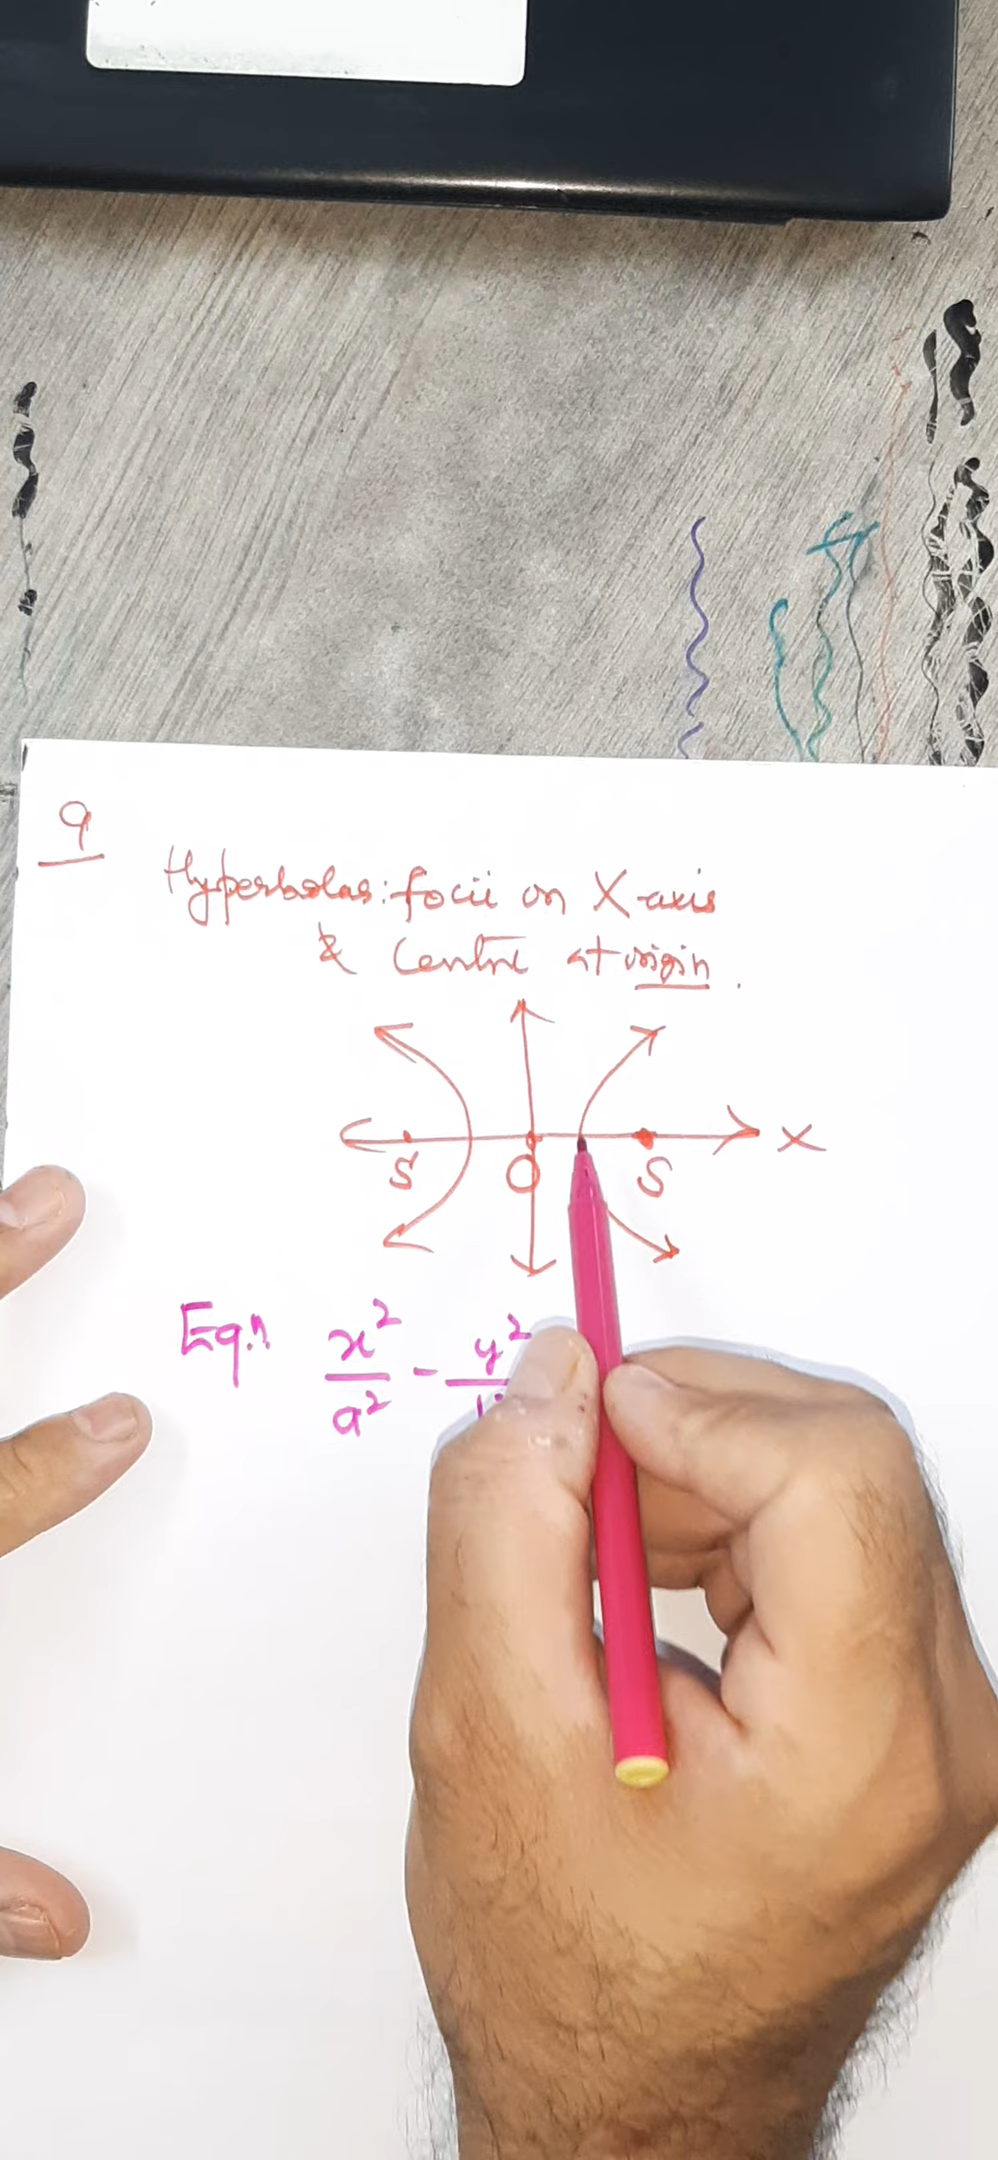 9
Hyperbolas: focii on X-axis
& Centre at origin.
X
S' O S
Eq.n x²/a² - y²